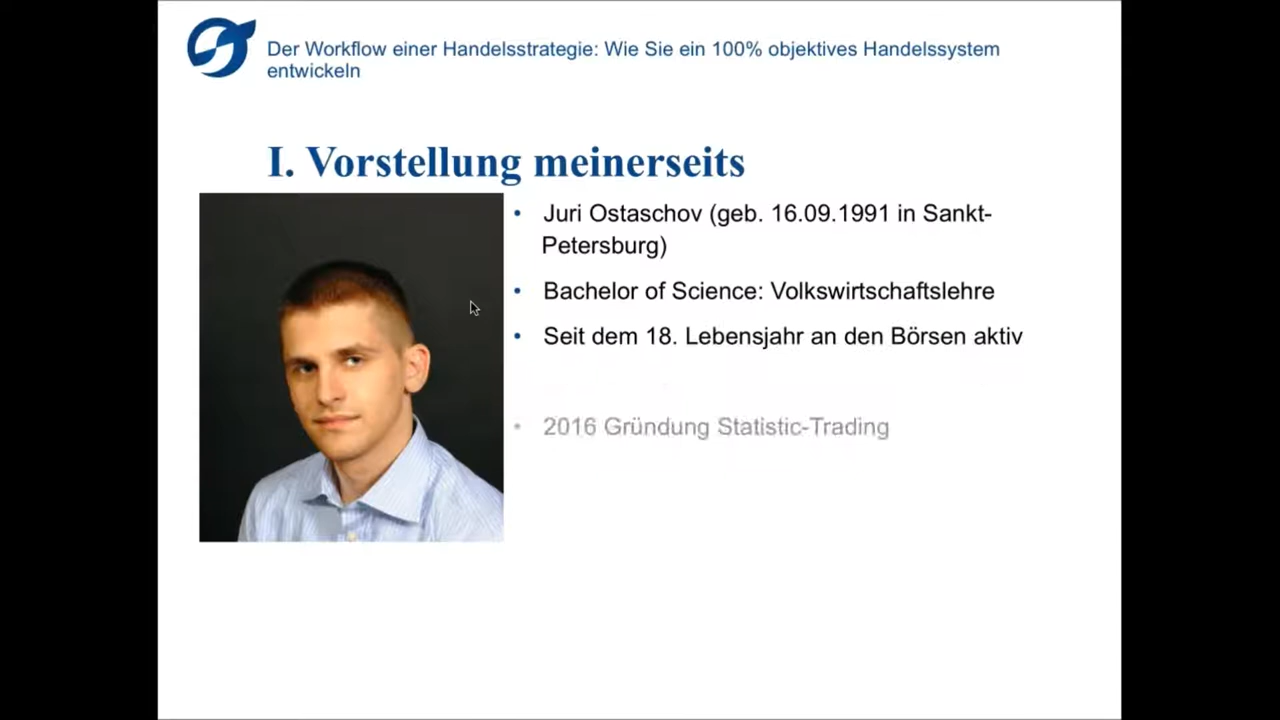 Der Workflow einer Handelsstrategie: Wie Sie ein 100% objektives Handelssystem
entwickeln
I. Vorstellung meinerseits
• Juri Ostaschov (geb. 16.09.1991 in Sankt-
Petersburg)
• Bachelor of Science: Volkswirtschaftslehre
• Seit dem 18. Lebensjahr an den Börsen aktiv
• 2016 Gründung Statistic-Trading